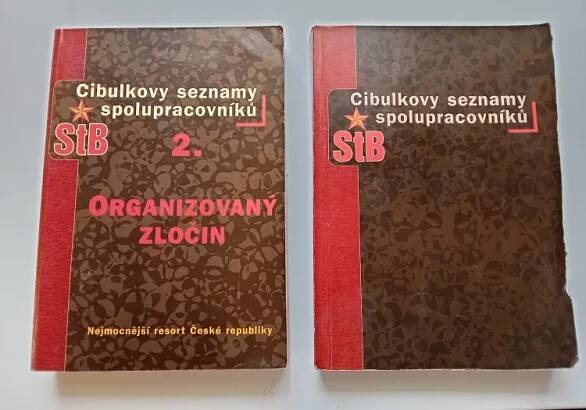 Cibulkovy seznamy
spolupracovníků
StB
2.
ORGANIZOVANÝ
ZLOČIN
Nejmocnější resort České republiky
Cibulkovy seznamy
spolupracovníků
StB